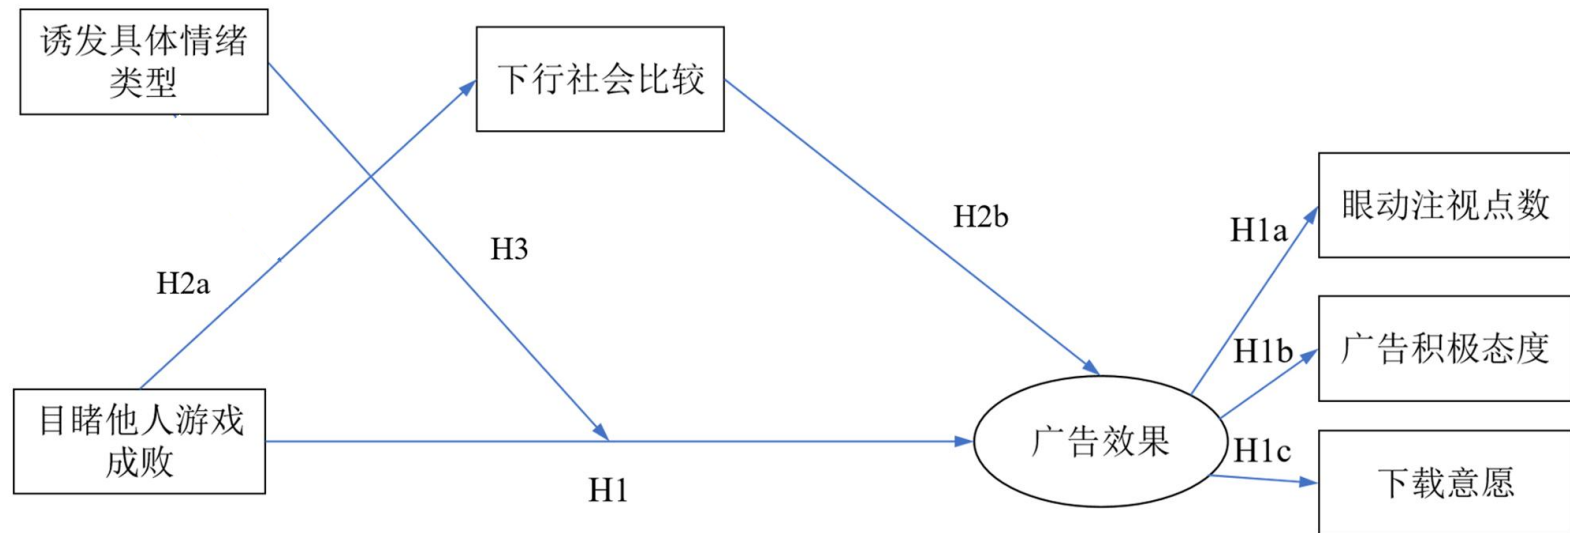 诱发具体情绪
类型
下行社会比较
眼动注视点数
H1a
H2b
H3
H2a
广告积极态度
H1b
目睹他人游戏
成败
广告效果
H1c
下载意愿
H1